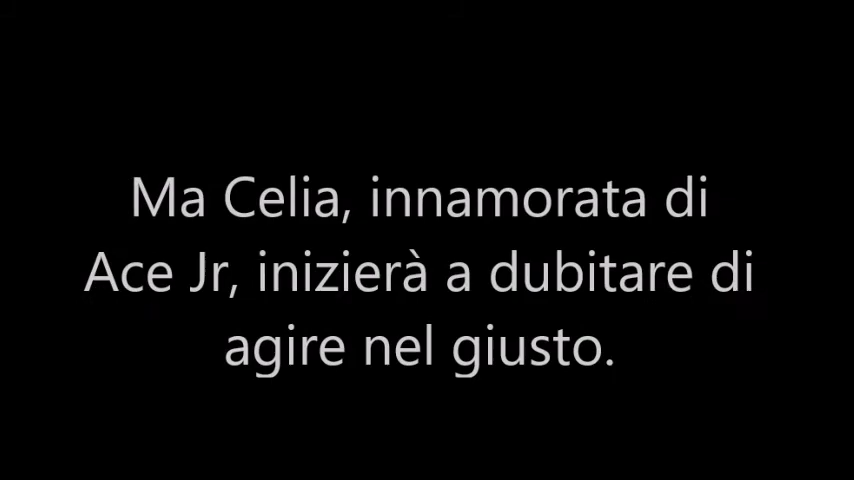 Ma Celia, innamorata di
Ace Jr, inizierà a dubitare di
agire nel giusto.